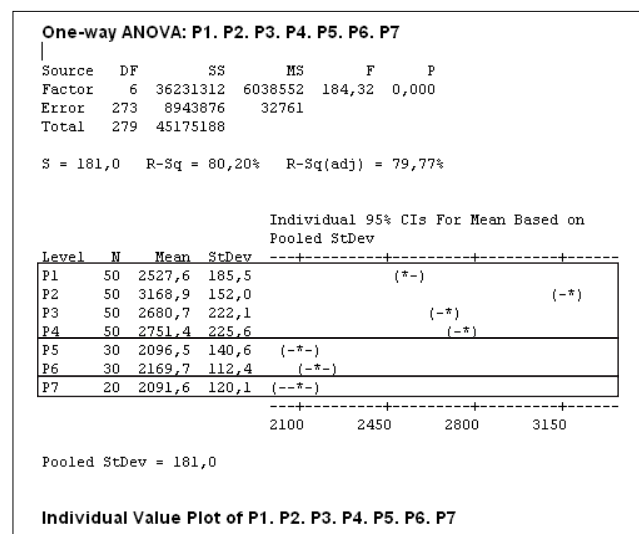 One-way ANOVA: P1. P2. P3. P4. P5. P6. P7
Source DF SS MS F P
Factor 6 36231312 6038552 184,32 0,000
Error 273 8943876 32761
Total 279 45175188
S = 181,0 R-Sq = 80,20% R-Sq(adj) = 79,77%
Individual 95% CIs For Mean Based on
Pooled StDev
Level N Mean StDev ---+---------+---------+---------+------
P1 50 2527,6 185,5 (*-)
P2 50 3168,9 152,0 (-*)
P3 50 2680,7 222,1 (-*)
P4 50 2751,4 225,6 (-*)
P5 30 2096,5 140,6 (-*-)
P6 30 2169,7 112,4 (-*-)
P7 20 2091,6 120,1 (--*-)
---+---------+---------+---------+------
2100 2450 2800 3150
Pooled StDev = 181,0
Individual Value Plot of P1. P2. P3. P4. P5. P6. P7